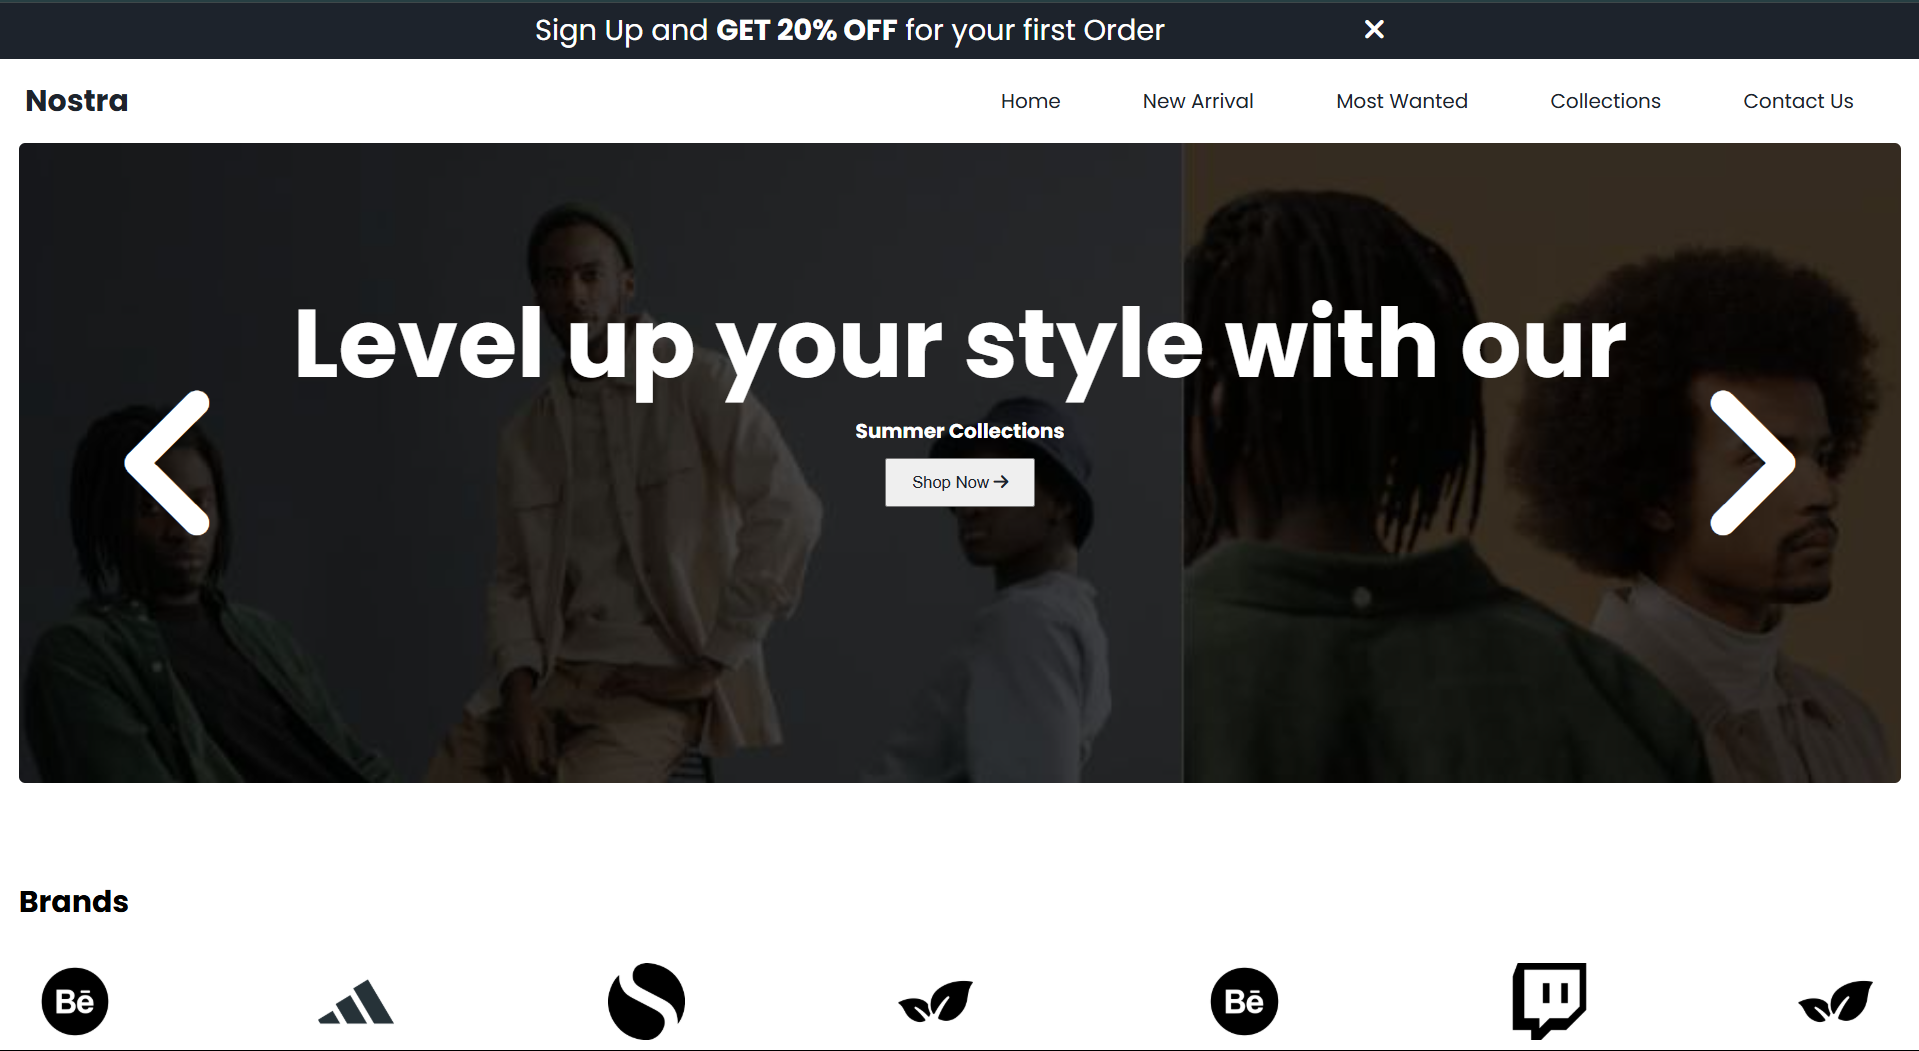 Sign Up and GET 20% OFF for your first Order
Nostra
Home
New Arrival
Most Wanted
Collections
Contact Us
Level up your style with our
Summer Collections
Shop Now
Brands
Bē
Bē